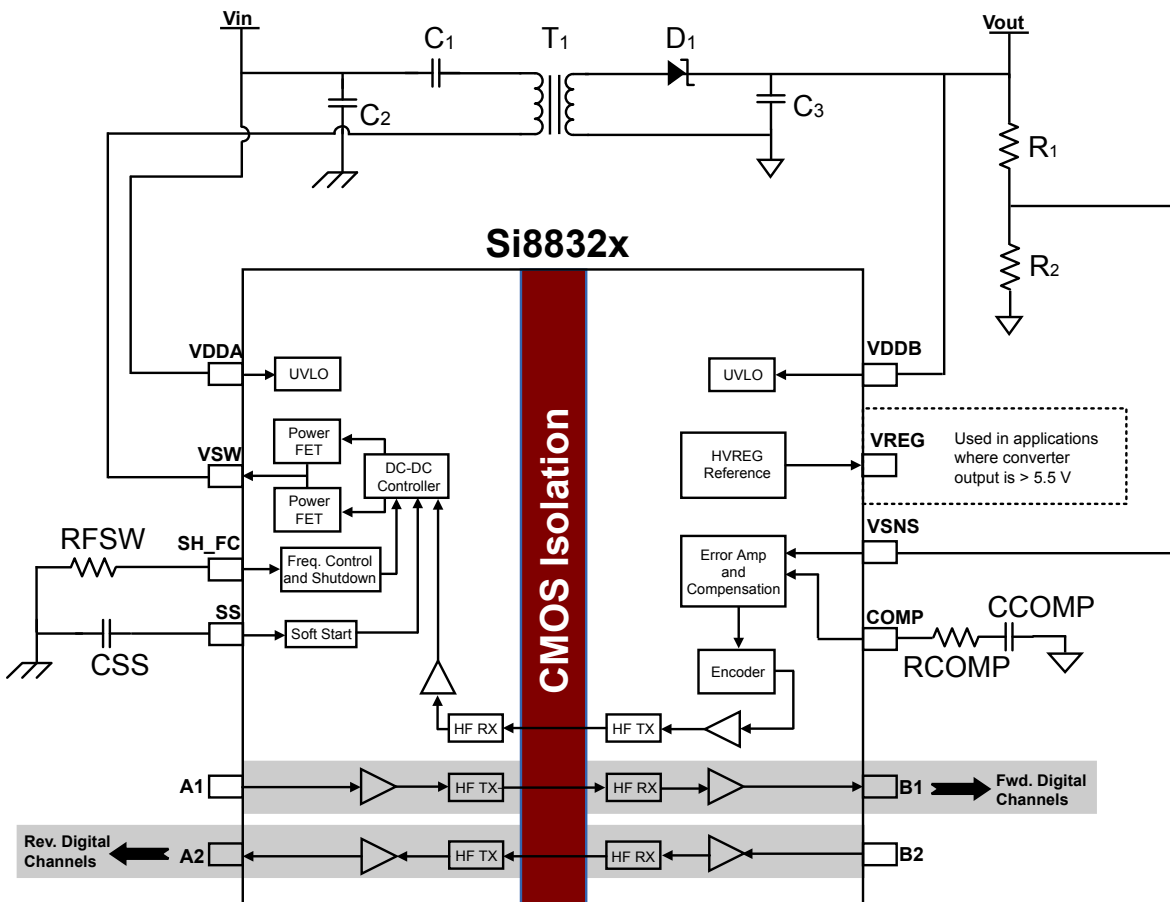 Vin
C1
T1
D1
Vout
C2
C3
R1
R2
Si8832x
VDDA
UVLO
UVLO
VDDB
Power
FET
VSW
DC-DC
Controller
Power
FET
HVREG
Reference
VREG
Used in applications
where converter
output is > 5.5 V
CMOS Isolation
RFSW
SH_FC
Freq. Control
and Shutdown
Error Amp
and
Compensation
VSNS
SS
Soft Start
CSS
COMP
CCOMP
RCOMP
Encoder
HF RX
HF TX
A1
HF TX
HF RX
B1
Fwd. Digital
Channels
Rev. Digital
Channels
A2
HF TX
HF RX
B2